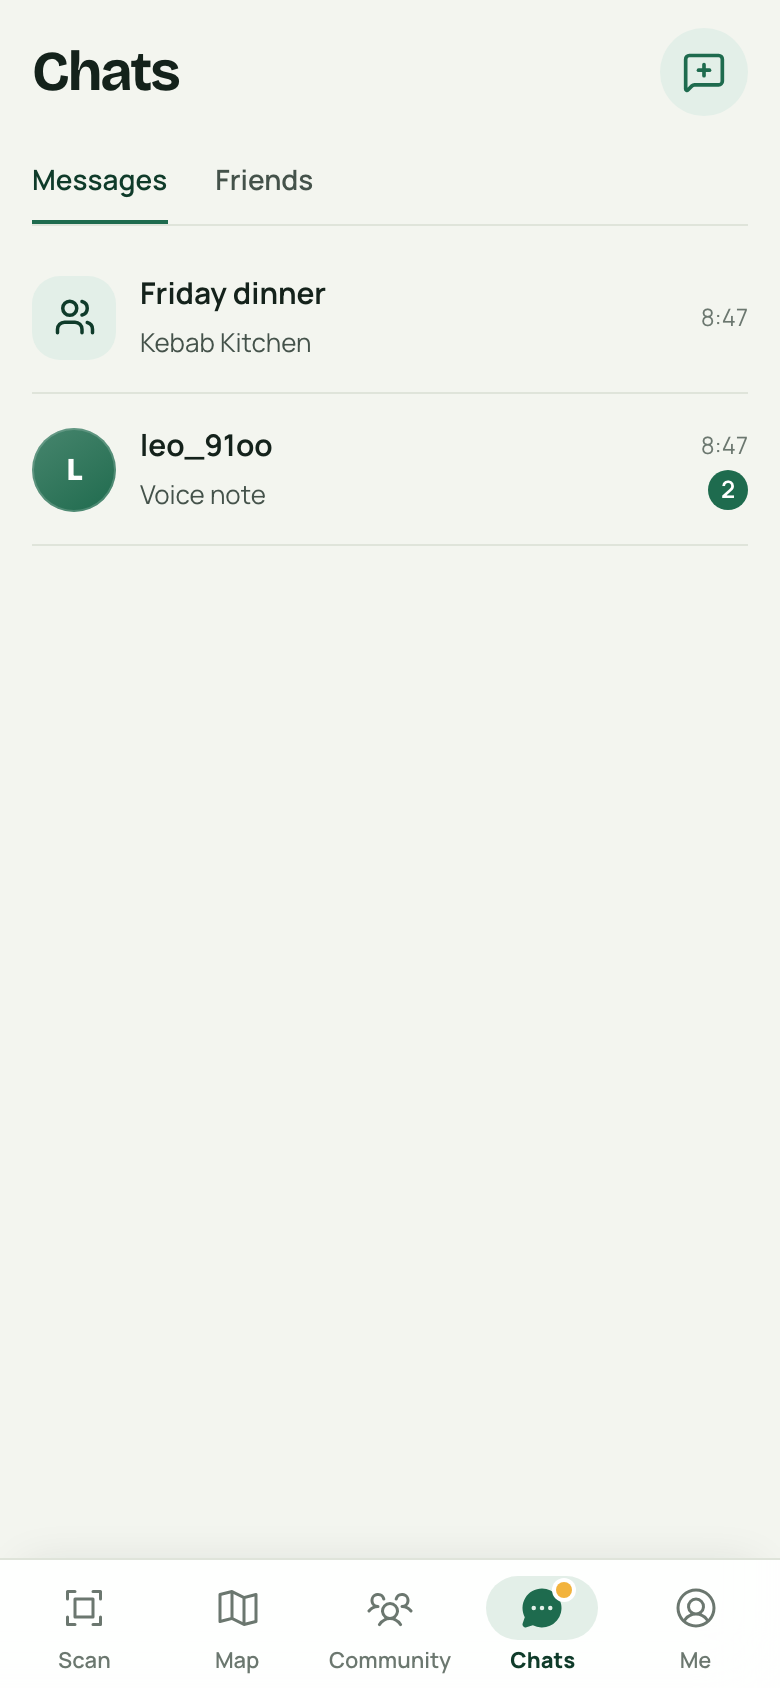 Chats
Messages Friends
Friday dinner
Kebab Kitchen
8:47
L
leo_91oo
Voice note
8:47
2
Scan Map Community Chats Me